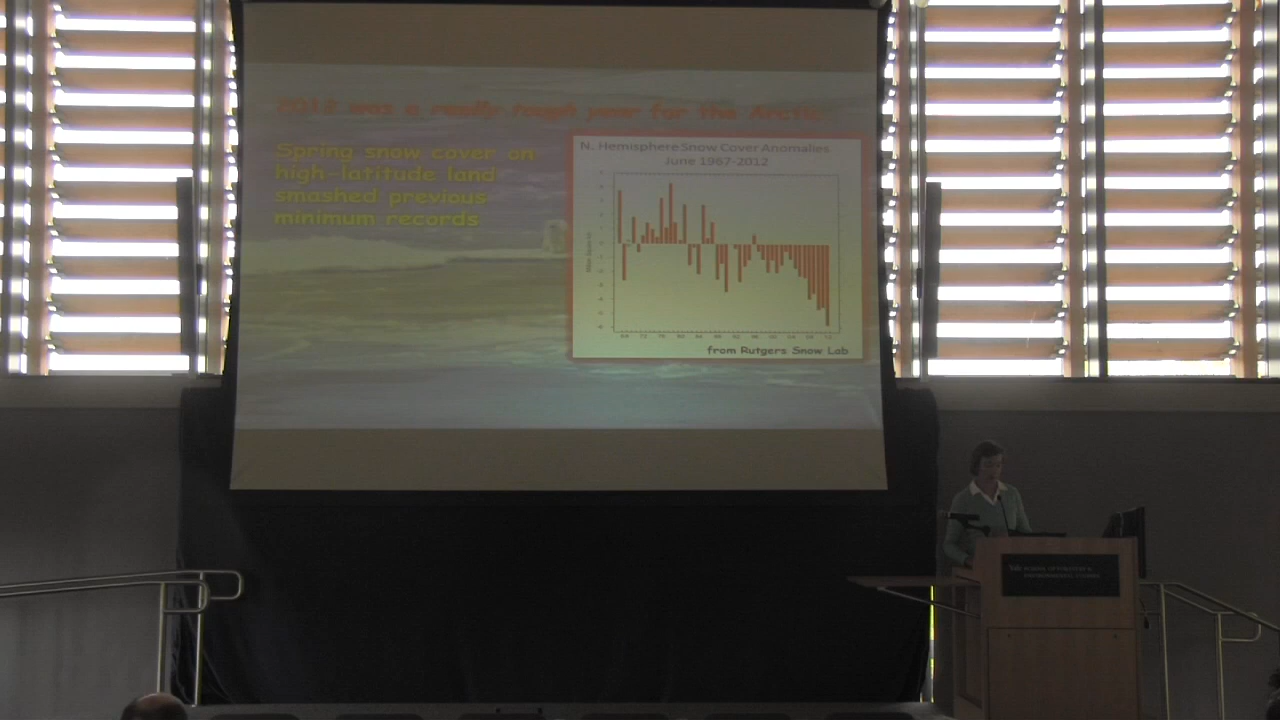 2012 was a really tough year for the Arctic
Spring snow cover on
high-latitude land
smashed previous
minimum records
N. Hemisphere Snow Cover Anomalies
June 1967-2012
from Rutgers Snow Lab